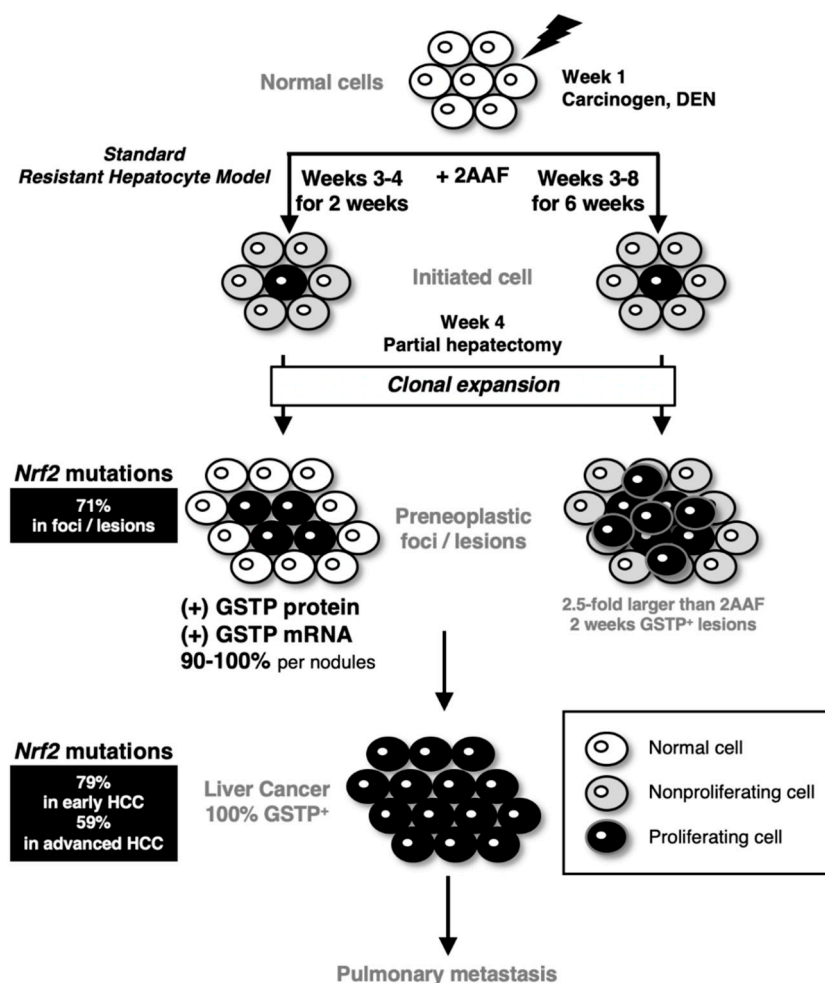 Normal cells
Week 1
Carcinogen, DEN
Standard
Resistant Hepatocyte Model
Weeks 3-4
for 2 weeks
+ 2AAF
Weeks 3-8
for 6 weeks
Initiated cell
Week 4
Partial hepatectomy
Clonal expansion
Nrf2 mutations
71%
in foci / lesions
Preneoplastic
foci / lesions
(+) GSTP protein
(+) GSTP mRNA
90-100% per nodules
2.5-fold larger than 2AAF
2 weeks GSTP⁺ lesions
Nrf2 mutations
79%
in early HCC
59%
in advanced HCC
Liver Cancer
100% GSTP⁺
Normal cell
Nonproliferating cell
Proliferating cell
Pulmonary metastasis